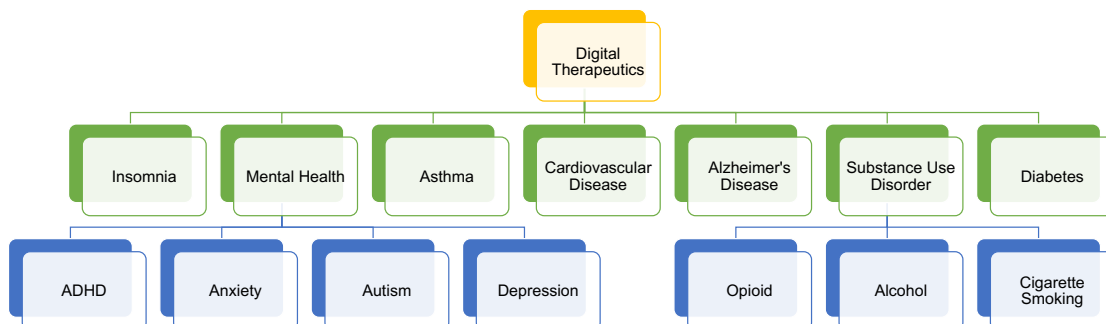 Digital
Therapeutics
Insomnia
Mental Health
Asthma
Cardiovascular
Disease
Alzheimer's
Disease
Substance Use
Disorder
Diabetes
ADHD
Anxiety
Autism
Depression
Opioid
Alcohol
Cigarette
Smoking